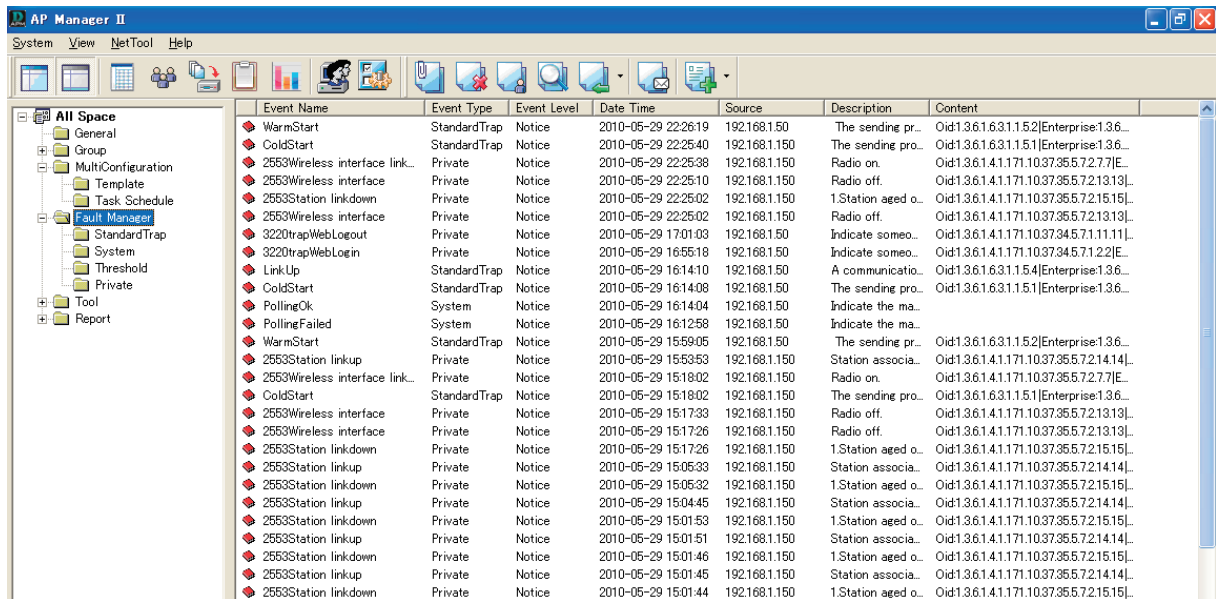 AP Manager II
System View NetTool Help
All Space
General
Group
MultiConfiguration
Template
Task Schedule
Fault Manager
StandardTrap
System
Threshold
Private
Tool
Report
Event Name Event Type Event Level Date Time Source Description Content
WarmStart StandardTrap Notice 2010-05-29 22:26:19 192.168.1.50 The sending pr... Oid:1.3.6.1.6.3.1.1.5.2|Enterprise:1.3.6....
ColdStart StandardTrap Notice 2010-05-29 22:25:40 192.168.1.150 The sending pro... Oid:1.3.6.1.6.3.1.1.5.1|Enterprise:1.3.6....
2553Wireless interface link... Private Notice 2010-05-29 22:25:38 192.168.1.150 Radio on. Oid:1.3.6.1.4.1.171.10.37.35.5.7.2.7.7|E...
2553Wireless interface Private Notice 2010-05-29 22:25:10 192.168.1.150 Radio off. Oid:1.3.6.1.4.1.171.10.37.35.5.7.2.13.13|...
2553Station linkdown Private Notice 2010-05-29 22:25:02 192.168.1.150 1.Station aged o... Oid:1.3.6.1.4.1.171.10.37.35.5.7.2.15.15|...
2553Wireless interface Private Notice 2010-05-29 22:25:02 192.168.1.150 Radio off. Oid:1.3.6.1.4.1.171.10.37.35.5.7.2.13.13|...
3220trapWebLogout Private Notice 2010-05-29 17:01:03 192.168.1.50 Indicate someo... Oid:1.3.6.1.4.1.171.10.37.34.5.7.1.11.11|...
3220trapWebLogin Private Notice 2010-05-29 16:55:18 192.168.1.50 Indicate someo... Oid:1.3.6.1.4.1.171.10.37.34.5.7.1.2.2|E...
LinkUp StandardTrap Notice 2010-05-29 16:14:10 192.168.1.50 A communicatio... Oid:1.3.6.1.6.3.1.1.5.4|Enterprise:1.3.6....
ColdStart StandardTrap Notice 2010-05-29 16:14:08 192.168.1.50 The sending pro... Oid:1.3.6.1.6.3.1.1.5.1|Enterprise:1.3.6....
PollingOk System Notice 2010-05-29 16:14:04 192.168.1.50 Indicate the ma...
PollingFailed System Notice 2010-05-29 16:12:58 192.168.1.50 Indicate the ma...
WarmStart StandardTrap Notice 2010-05-29 15:59:05 192.168.1.50 The sending pr... Oid:1.3.6.1.6.3.1.1.5.2|Enterprise:1.3.6....
2553Station linkup Private Notice 2010-05-29 15:53:53 192.168.1.150 Station associa... Oid:1.3.6.1.4.1.171.10.37.35.5.7.2.14.14|...
2553Wireless interface link... Private Notice 2010-05-29 15:18:02 192.168.1.150 Radio on. Oid:1.3.6.1.4.1.171.10.37.35.5.7.2.7.7|E...
ColdStart StandardTrap Notice 2010-05-29 15:18:02 192.168.1.150 The sending pro... Oid:1.3.6.1.6.3.1.1.5.1|Enterprise:1.3.6....
2553Wireless interface Private Notice 2010-05-29 15:17:33 192.168.1.150 Radio off. Oid:1.3.6.1.4.1.171.10.37.35.5.7.2.13.13|...
2553Wireless interface Private Notice 2010-05-29 15:17:26 192.168.1.150 Radio off. Oid:1.3.6.1.4.1.171.10.37.35.5.7.2.13.13|...
2553Station linkdown Private Notice 2010-05-29 15:17:26 192.168.1.150 1.Station aged o... Oid:1.3.6.1.4.1.171.10.37.35.5.7.2.15.15|...
2553Station linkup Private Notice 2010-05-29 15:05:33 192.168.1.150 Station associa... Oid:1.3.6.1.4.1.171.10.37.35.5.7.2.14.14|...
2553Station linkdown Private Notice 2010-05-29 15:05:32 192.168.1.150 1.Station aged o... Oid:1.3.6.1.4.1.171.10.37.35.5.7.2.15.15|...
2553Station linkup Private Notice 2010-05-29 15:04:45 192.168.1.150 Station associa... Oid:1.3.6.1.4.1.171.10.37.35.5.7.2.14.14|...
2553Station linkdown Private Notice 2010-05-29 15:01:53 192.168.1.150 1.Station aged o... Oid:1.3.6.1.4.1.171.10.37.35.5.7.2.15.15|...
2553Station linkup Private Notice 2010-05-29 15:01:51 192.168.1.150 Station associa... Oid:1.3.6.1.4.1.171.10.37.35.5.7.2.14.14|...
2553Station linkdown Private Notice 2010-05-29 15:01:46 192.168.1.150 1.Station aged o... Oid:1.3.6.1.4.1.171.10.37.35.5.7.2.15.15|...
2553Station linkup Private Notice 2010-05-29 15:01:45 192.168.1.150 Station associa... Oid:1.3.6.1.4.1.171.10.37.35.5.7.2.14.14|...
2553Station linkdown Private Notice 2010-05-29 15:01:44 192.168.1.150 1.Station aged o... Oid:1.3.6.1.4.1.171.10.37.35.5.7.2.15.15|...